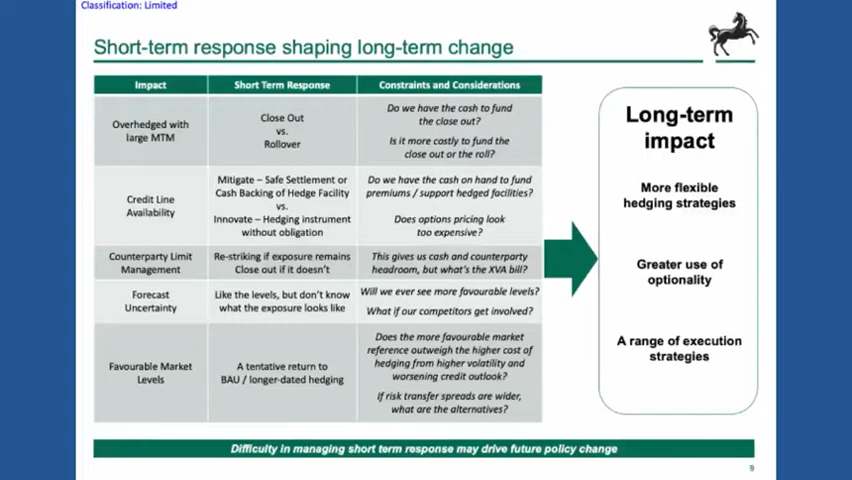 Classification: Limited
Short-term response shaping long-term change
Impact
Short Term Response
Constraints and Considerations
Overhedged with
large MTM
Close Out
vs.
Rollover
Do we have the cash to fund
the close out?
Is it more costly to fund the
close out or the roll?
Credit Line
Availability
Mitigate – Safe Settlement or
Cash Backing of Hedge Facility
vs.
Innovate – Hedging instrument
without obligation
Do we have the cash on hand to fund
premiums / support hedged facilities?
Does options pricing look
too expensive?
Counterparty Limit
Management
Re-striking if exposure remains
Close out if it doesn't
This gives us cash and counterparty
headroom, but what's the XVA bill?
Forecast
Uncertainty
Like the levels, but don't know
what the exposure looks like
Will we ever see more favourable levels?
What if our competitors get involved?
Favourable Market
Levels
A tentative return to
BAU / longer-dated hedging
Does the more favourable market
reference outweigh the higher cost of
hedging from higher volatility and
worsening credit outlook?
If risk transfer spreads are wider,
what are the alternatives?
Long-term
impact
More flexible
hedging strategies
Greater use of
optionality
A range of execution
strategies
Difficulty in managing short term response may drive future policy change
9